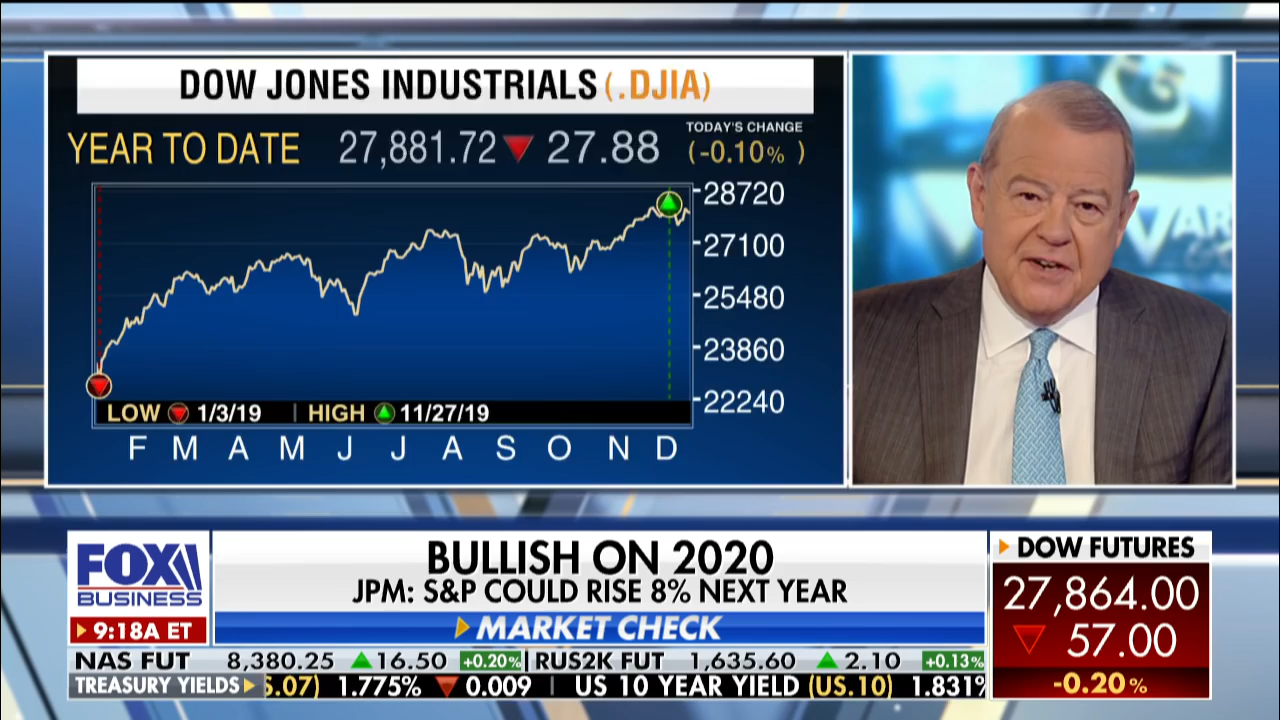 DOW JONES INDUSTRIALS (.DJIA)
YEAR TO DATE 27,881.72 27.88
TODAY'S CHANGE
(-0.10% )
28720
27100
25480
23860
22240
LOW 1/3/19 | HIGH 11/27/19
F M A M J J A S O N D
FOX
BUSINESS
9:18A ET
BULLISH ON 2020
JPM: S&P COULD RISE 8% NEXT YEAR
MARKET CHECK
DOW FUTURES
27,864.00
57.00
-0.20%
NAS FUT 8,380.25 16.50 +0.20% RUS2K FUT 1,635.60 2.10 +0.13%
TREASURY YIELDS 5.07) 1.775% 0.009 | US 10 YEAR YIELD (US.10) 1.831%